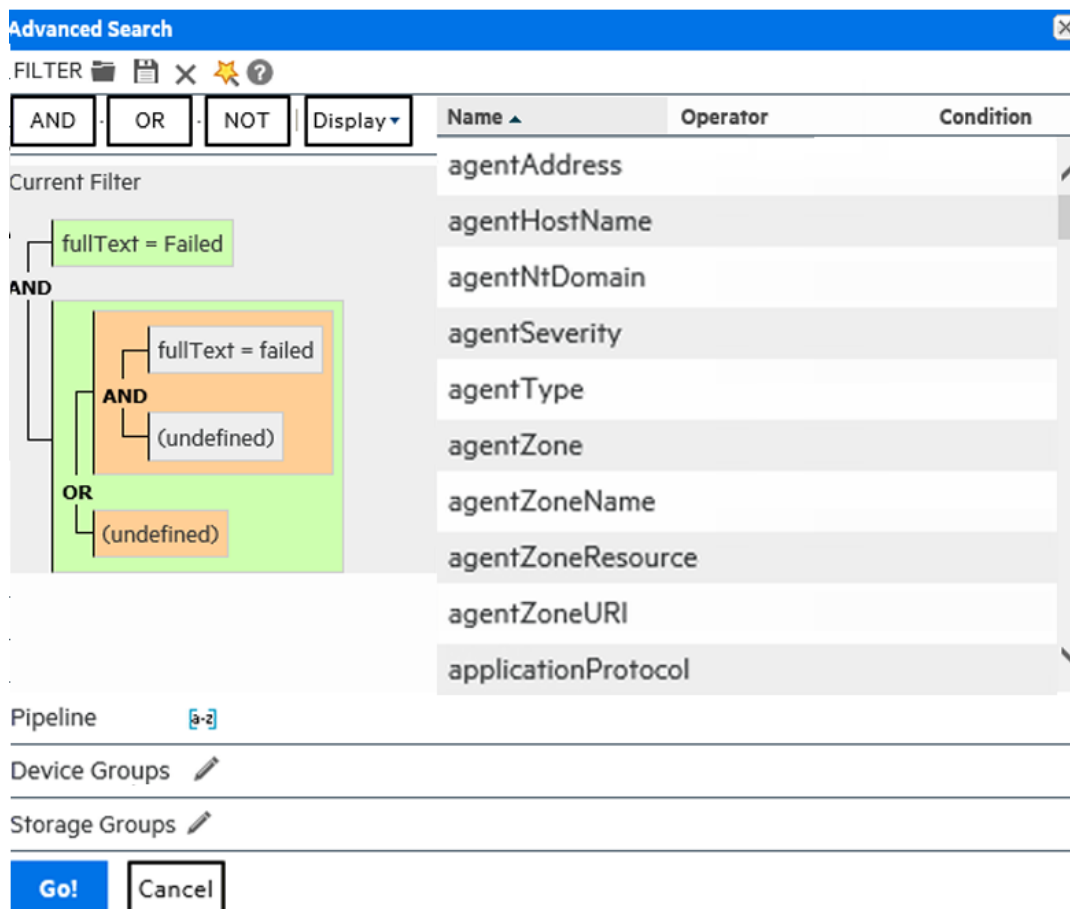 Advanced Search
FILTER
AND OR NOT Display
Name Operator Condition
Current Filter
fullText = Failed
AND
fullText = failed
AND
(undefined)
OR
(undefined)
agentAddress
agentHostName
agentNtDomain
agentSeverity
agentType
agentZone
agentZoneName
agentZoneResource
agentZoneURI
applicationProtocol
Pipeline [a-z]
Device Groups
Storage Groups
Go! Cancel